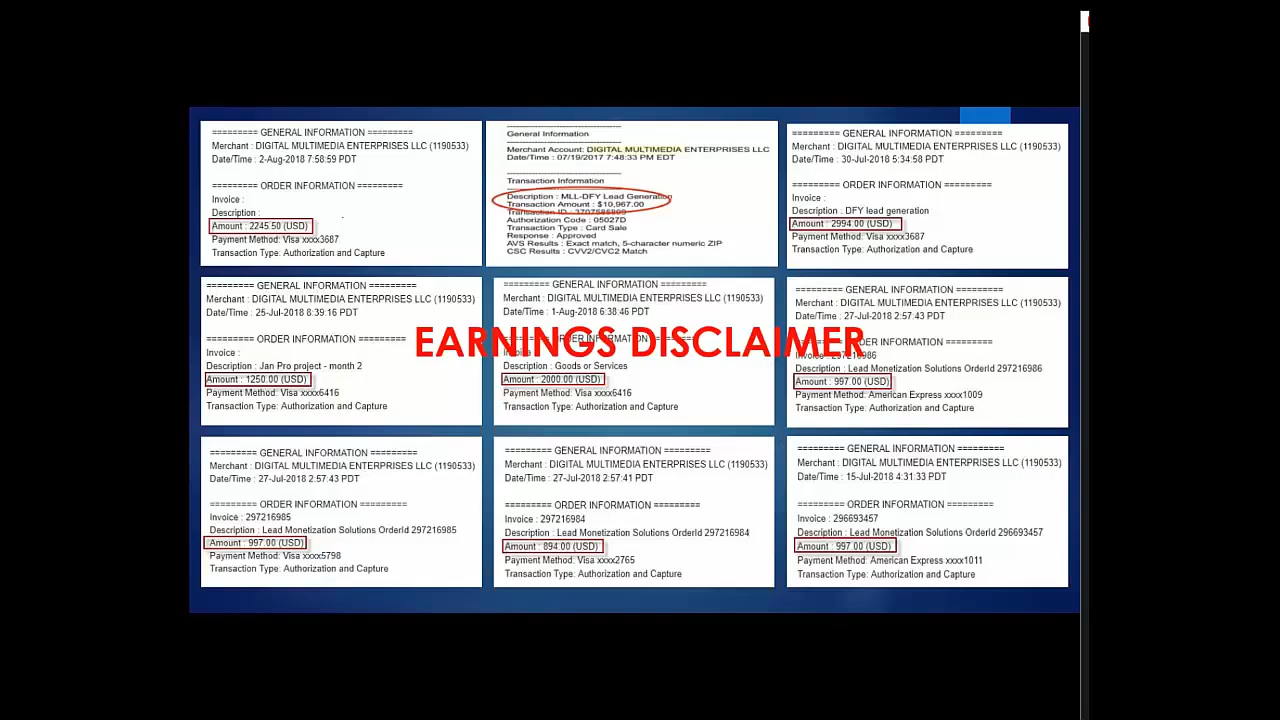 ========= GENERAL INFORMATION =========
Merchant : DIGITAL MULTIMEDIA ENTERPRISES LLC (1190533)
Date/Time : 2-Aug-2018 7:58:59 PDT
========= ORDER INFORMATION =========
Invoice :
Description :
Amount : 2245.50 (USD)
Payment Method: Visa xxxx3687
Transaction Type: Authorization and Capture
General Information
Merchant Account: DIGITAL MULTIMEDIA ENTERPRISES LLC
Date/Time : 07/19/2017 7:48:33 PM EDT
Transaction Information
Description : MLL-DFY Lead Generation
Transaction Amount : $10,967.00
Transaction ID : 3707586809
Authorization Code : 05027D
Transaction Type : Card Sale
Response : Approved
AVS Results : Exact match, 5-character numeric ZIP
CSC Results : CVV2/CVC2 Match
========= GENERAL INFORMATION =========
Merchant : DIGITAL MULTIMEDIA ENTERPRISES LLC (1190533)
Date/Time : 30-Jul-2018 5:34:58 PDT
========= ORDER INFORMATION =========
Invoice :
Description : DFY lead generation
Amount : 2994.00 (USD)
Payment Method: Visa xxxx3687
Transaction Type: Authorization and Capture
========= GENERAL INFORMATION =========
Merchant : DIGITAL MULTIMEDIA ENTERPRISES LLC (1190533)
Date/Time : 25-Jul-2018 8:39:16 PDT
========= ORDER INFORMATION =========
Invoice :
Description : Jan Pro project - month 2
Amount : 1250.00 (USD)
Payment Method: Visa xxxx6416
Transaction Type: Authorization and Capture
========= GENERAL INFORMATION =========
Merchant : DIGITAL MULTIMEDIA ENTERPRISES LLC (1190533)
Date/Time : 1-Aug-2018 6:38:46 PDT
========= ORDER INFORMATION =========
Invoice :
Description : Goods or Services
Amount : 2000.00 (USD)
Payment Method: Visa xxxx6416
Transaction Type: Authorization and Capture
EARNINGS DISCLAIMER
========= GENERAL INFORMATION =========
Merchant : DIGITAL MULTIMEDIA ENTERPRISES LLC (1190533)
Date/Time : 27-Jul-2018 2:57:43 PDT
========= ORDER INFORMATION =========
Invoice : 297216986
Description : Lead Monetization Solutions OrderId 297216986
Amount : 997.00 (USD)
Payment Method: American Express xxxx1009
Transaction Type: Authorization and Capture
========= GENERAL INFORMATION =========
Merchant : DIGITAL MULTIMEDIA ENTERPRISES LLC (1190533)
Date/Time : 27-Jul-2018 2:57:43 PDT
========= ORDER INFORMATION =========
Invoice : 297216985
Description : Lead Monetization Solutions OrderId 297216985
Amount : 997.00 (USD)
Payment Method: Visa xxxx5798
Transaction Type: Authorization and Capture
========= GENERAL INFORMATION =========
Merchant : DIGITAL MULTIMEDIA ENTERPRISES LLC (1190533)
Date/Time : 27-Jul-2018 2:57:41 PDT
========= ORDER INFORMATION =========
Invoice : 297216984
Description : Lead Monetization Solutions OrderId 297216984
Amount : 894.00 (USD)
Payment Method: Visa xxxx2765
Transaction Type: Authorization and Capture
========= GENERAL INFORMATION =========
Merchant : DIGITAL MULTIMEDIA ENTERPRISES LLC (1190533)
Date/Time : 15-Jul-2018 4:31:33 PDT
========= ORDER INFORMATION =========
Invoice : 296693457
Description : Lead Monetization Solutions OrderId 296693457
Amount : 997.00 (USD)
Payment Method: American Express xxxx1011
Transaction Type: Authorization and Capture